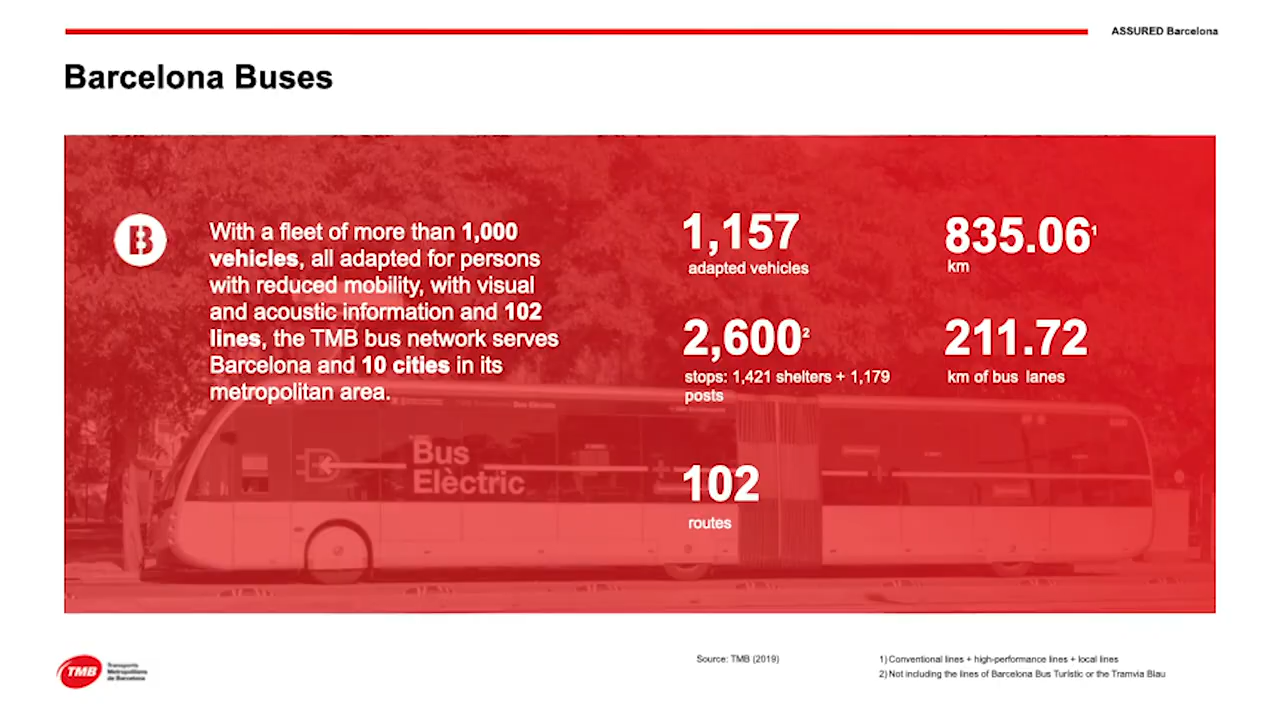 ASSURED Barcelona
Barcelona Buses
B
With a fleet of more than 1,000
vehicles, all adapted for persons
with reduced mobility, with visual
and acoustic information and 102
lines, the TMB bus network serves
Barcelona and 10 cities in its
metropolitan area.
1,157
adapted vehicles
835.06¹
km
2,600²
stops: 1,421 shelters + 1,179
posts
211.72
km of bus lanes
102
routes
Bus
Elèctric
TMB
Transports
Metropolitans
de Barcelona
Source: TMB (2019)
1) Conventional lines + high-performance lines + local lines
2) Not including the lines of Barcelona Bus Turístic or the Tramvia Blau